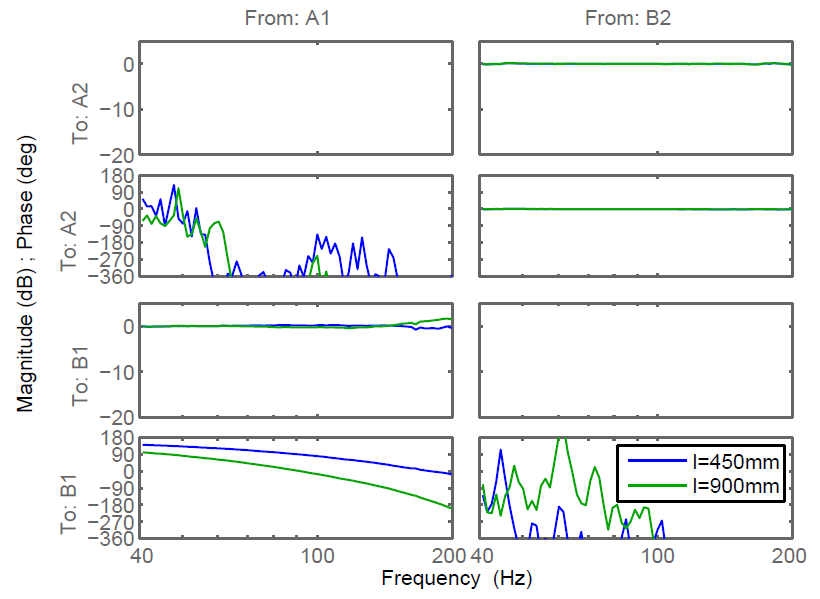 From: A1 From: B2
Magnitude (dB) ; Phase (deg)
To: A2
0
−10
−20
To: A2
180
90
0
−90
−180
−270
−360
To: B1
0
−10
−20
To: B1
180
90
0
−90
−180
−270
−360
l=450mm
l=900mm
40 100 200 40 100 200
Frequency (Hz)